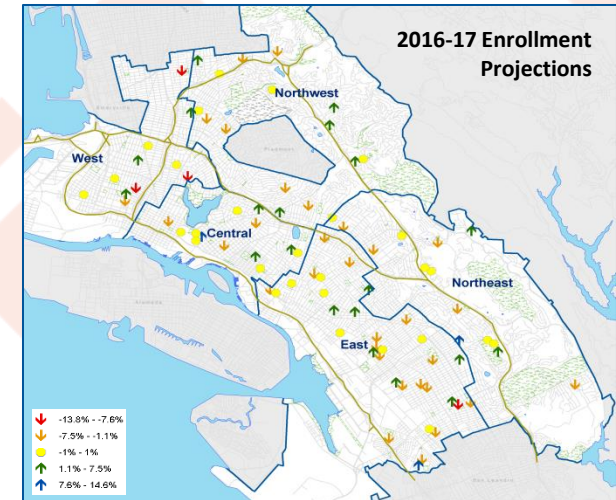 2016-17 Enrollment
Projections
Northwest
West
Central
Northeast
East
-13.8% - -7.6%
-7.5% - -1.1%
-1% - 1%
1.1% - 7.5%
7.6% - 14.6%